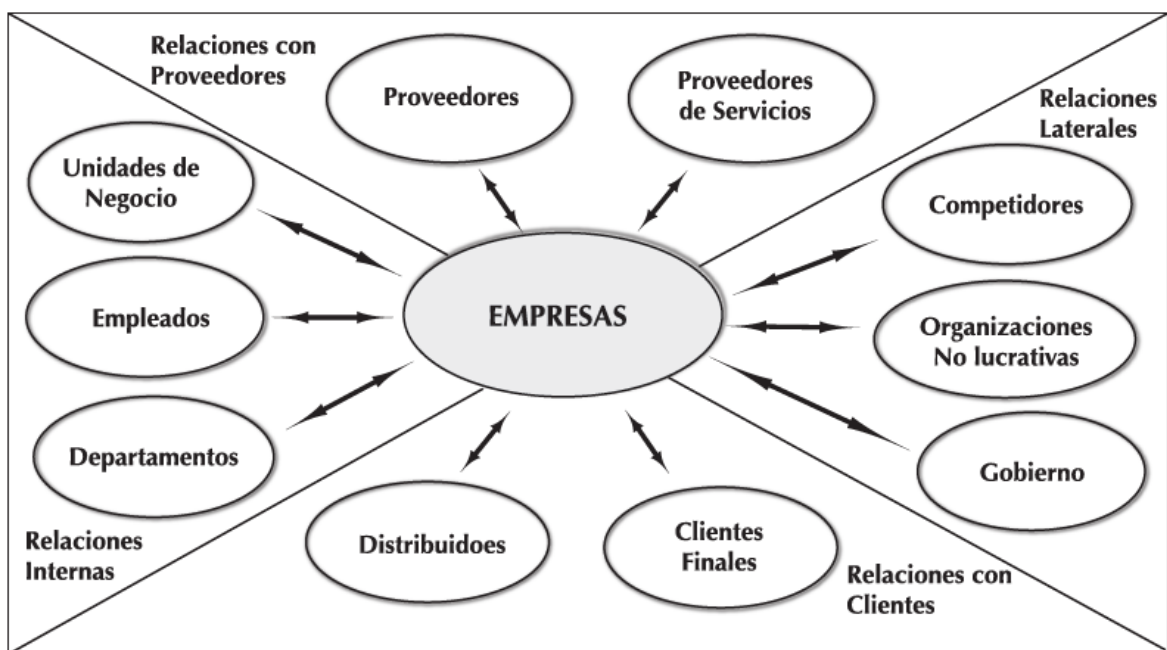 Relaciones con
Proveedores
Proveedores
Proveedores
de Servicios
Relaciones
Laterales
Unidades de
Negocio
Competidores
Empleados
EMPRESAS
Organizaciones
No lucrativas
Departamentos
Gobierno
Relaciones
Internas
Distribuidoes
Clientes
Finales
Relaciones con
Clientes